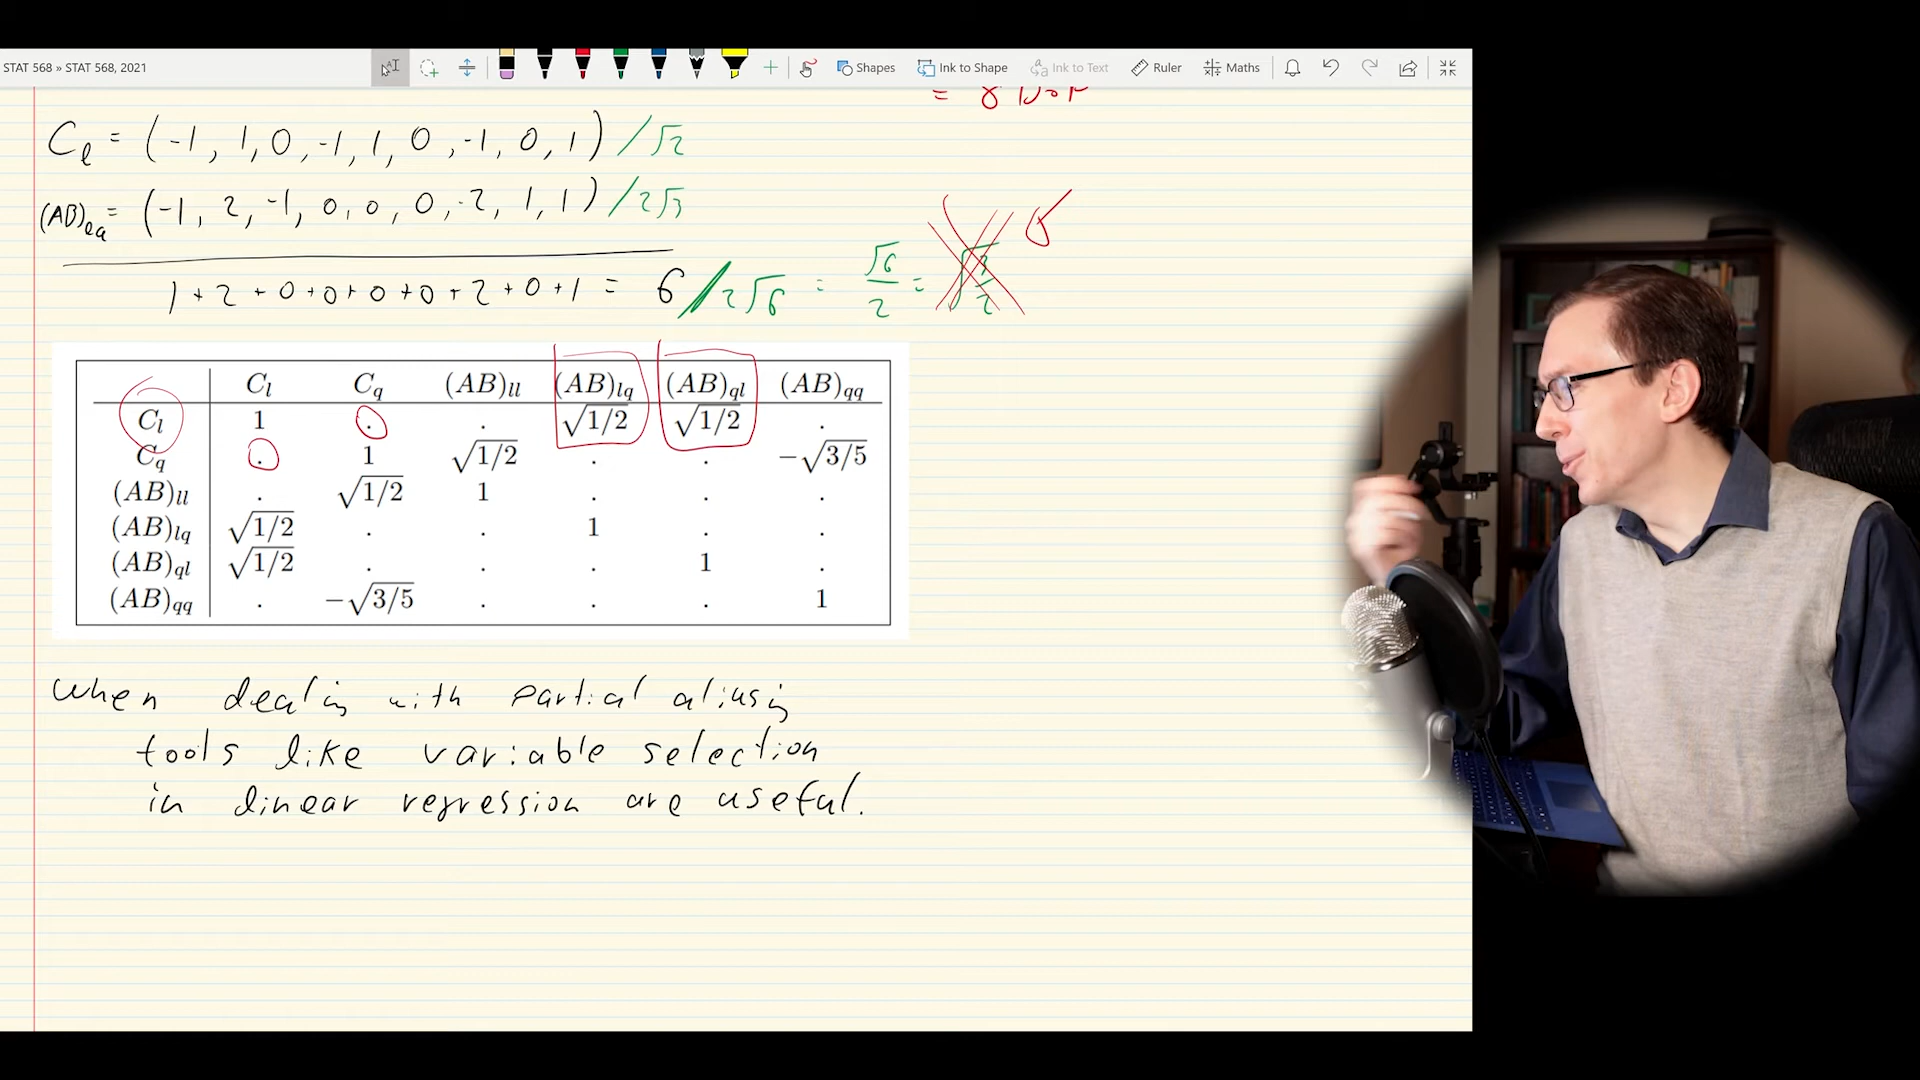 STAT 568 » STAT 568, 2021
Shapes Ink to Shape Ink to Text Ruler Maths
C_l = (-1, 1, 0, -1, 1, 0, -1, 0, 1) /√2
(AB)_lq = (-1, 2, -1, 0, 0, 0, -2, 1, 1) /2√3
1 + 2 + 0 + 0 + 0 + 0 + 2 + 0 + 1 = 6 / 2√6 = √6/2 =
C_l C_q (AB)_ll (AB)_lq (AB)_ql (AB)_qq
C_l 1 . . √1/2 √1/2 .
C_q . 1 √1/2 . . -√3/5
(AB)_ll . √1/2 1 . . .
(AB)_lq √1/2 . . 1 . .
(AB)_ql √1/2 . . . 1 .
(AB)_qq . -√3/5 . . . 1
When dealing with partial aliasing
tools like variable selection
in linear regression are useful.